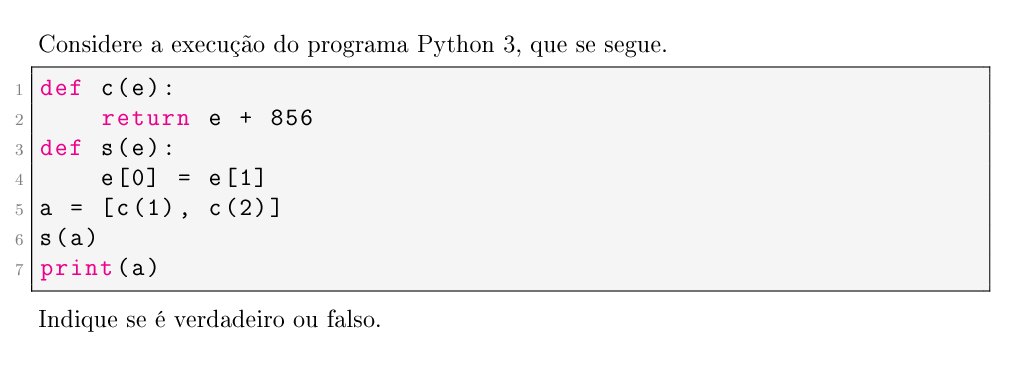 Considere a execução do programa Python 3, que se segue.
1 def c(e):
2     return e + 856
3 def s(e):
4     e[0] = e[1]
5 a = [c(1), c(2)]
6 s(a)
7 print(a)
Indique se é verdadeiro ou falso.